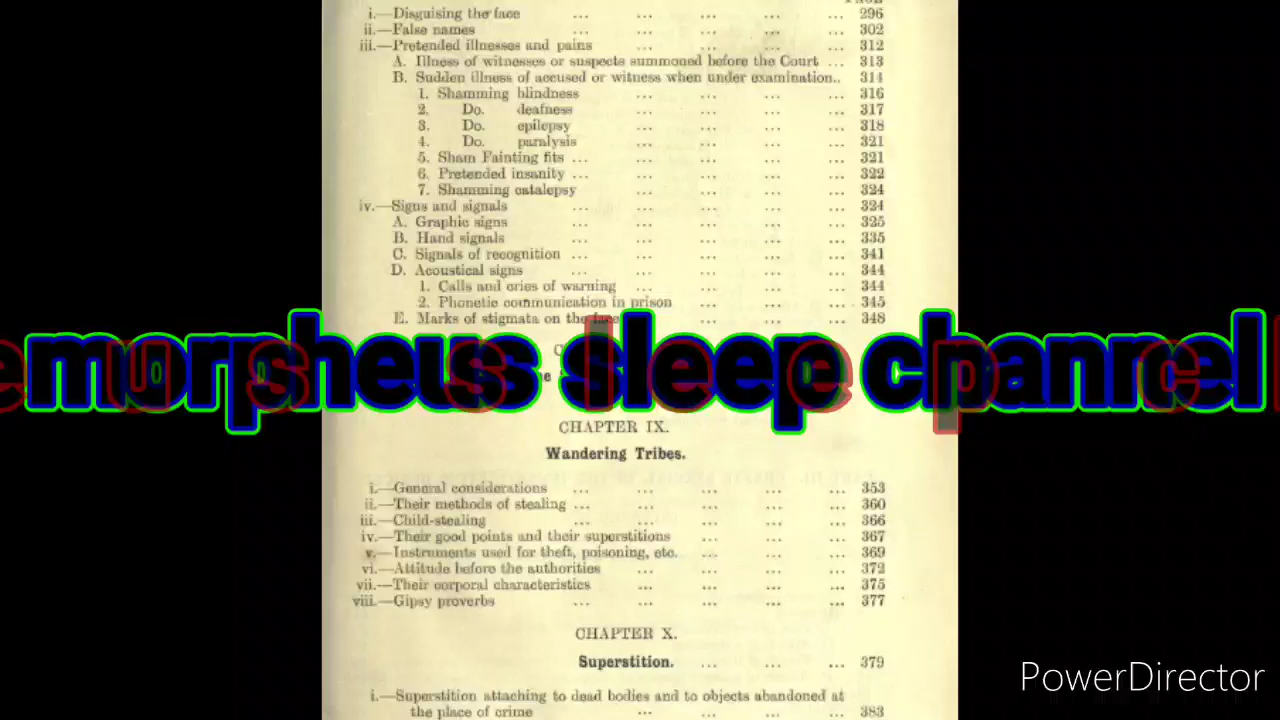 i.—Disguising the face ... ... ... ... ... 296
ii.—False names ... ... ... ... ... 302
iii.—Pretended illnesses and pains ... ... ... ... 312
A. Illness of witnesses or suspects summoned before the Court ... 313
B. Sudden illness of accused or witness when under examination.. 314
1. Shamming blindness ... ... ... ... 316
2. Do. deafness ... ... ... ... 317
3. Do. epilepsy ... ... ... ... 318
4. Do. paralysis ... ... ... ... 321
5. Sham Fainting fits ... ... ... ... ... 321
6. Pretended insanity ... ... ... ... ... 322
7. Shamming catalepsy ... ... ... ... 324
iv.—Signs and signals ... ... ... ... ... 324
A. Graphic signs ... ... ... ... ... 325
B. Hand signals ... ... ... ... ... 335
C. Signals of recognition ... ... ... ... ... 341
D. Acoustical signs ... ... ... ... ... 344
1. Calls and cries of warning ... ... ... ... 344
2. Phonetic communication in prison ... ... ... 345
E. Marks of stigmata on the face ... ... ... 348
morpheus sleep channel
CHAPTER IX.
Wandering Tribes.
i.—General considerations ... ... ... ... ... 353
ii.—Their methods of stealing ... ... ... ... ... 360
iii.—Child-stealing ... ... ... ... ... 366
iv.—Their good points and their superstitions ... ... ... 367
v.—Instruments used for theft, poisoning, etc. ... ... ... 369
vi.—Attitude before the authorities ... ... ... ... 372
vii.—Their corporal characteristics ... ... ... ... 375
viii.—Gipsy proverbs ... ... ... ... ... 377
CHAPTER X.
Superstition. ... ... ... 379
i.—Superstition attaching to dead bodies and to objects abandoned at
the place of crime ... ... ... ... 383
PowerDirector